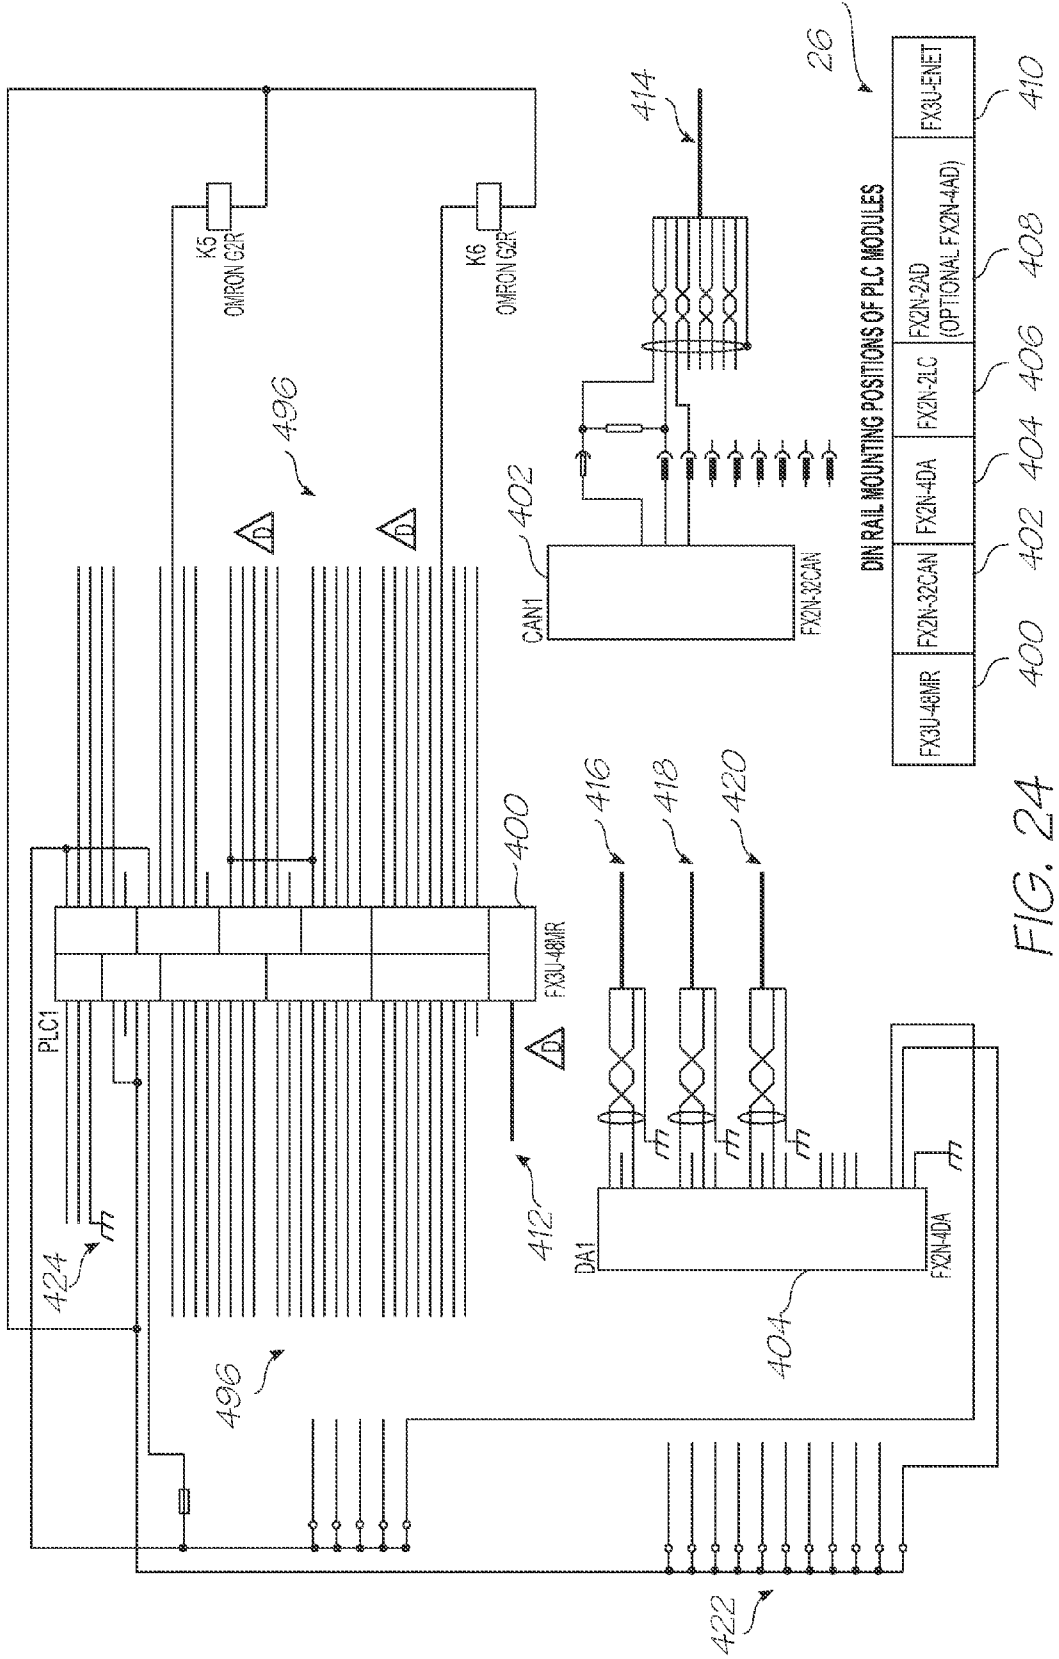 424
PLC1
400
FX3U-48MR
496
496
412
D
D
D
K5
OMRON G2R
K6
OMRON G2R
422
DA1
404
FX2N-4DA
416
418
420
CAN1
402
FX2N-32CAN
414
26
DIN RAIL MOUNTING POSITIONS OF PLC MODULES
FX3U-48MR
FX2N-32CAN
FX2N-4DA
FX2N-2LC
FX2N-2AD
(OPTIONAL FX2N-4AD)
FX3U-ENET
400
402
404
406
408
410
FIG. 24